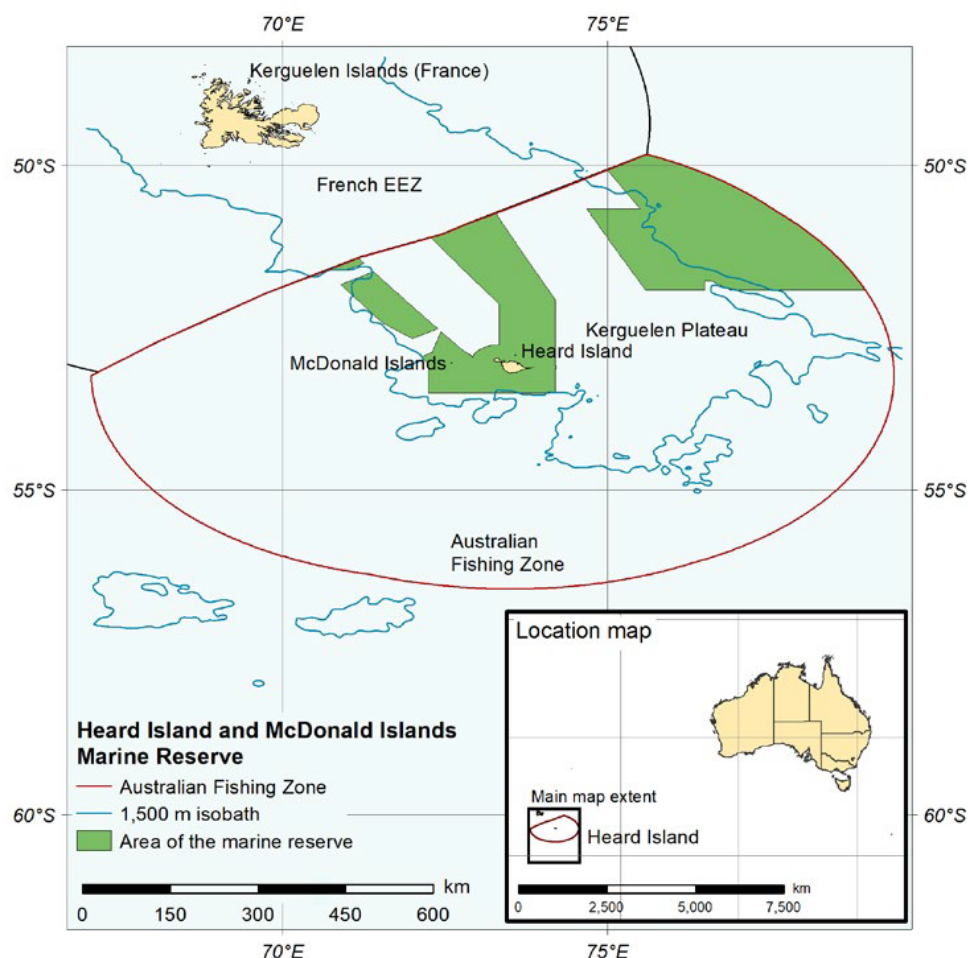 70°E
75°E
Kerguelen Islands (France)
50°S
50°S
French EEZ
Kerguelen Plateau
Heard Island
McDonald Islands
55°S
55°S
Australian
Fishing Zone
Location map
Heard Island and McDonald Islands
Marine Reserve
Australian Fishing Zone
1,500 m isobath
Area of the marine reserve
Main map extent
Heard Island
60°S
60°S
km
0
150
300
450
600
km
0
2,500
5,000
7,500
70°E
75°E